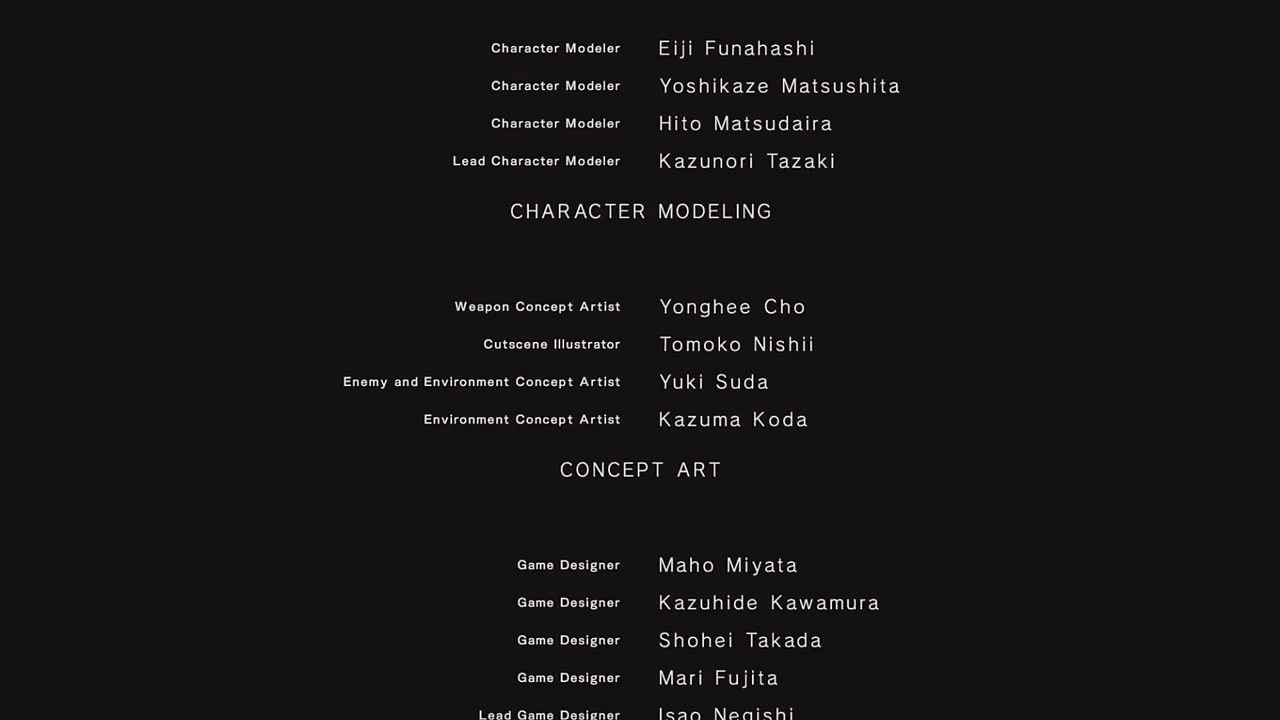 Character Modeler Eiji Funahashi
Character Modeler Yoshikaze Matsushita
Character Modeler Hito Matsudaira
Lead Character Modeler Kazunori Tazaki
CHARACTER MODELING
Weapon Concept Artist Yonghee Cho
Cutscene Illustrator Tomoko Nishii
Enemy and Environment Concept Artist Yuki Suda
Environment Concept Artist Kazuma Koda
CONCEPT ART
Game Designer Maho Miyata
Game Designer Kazuhide Kawamura
Game Designer Shohei Takada
Game Designer Mari Fujita
Lead Game Designer Isao Negishi